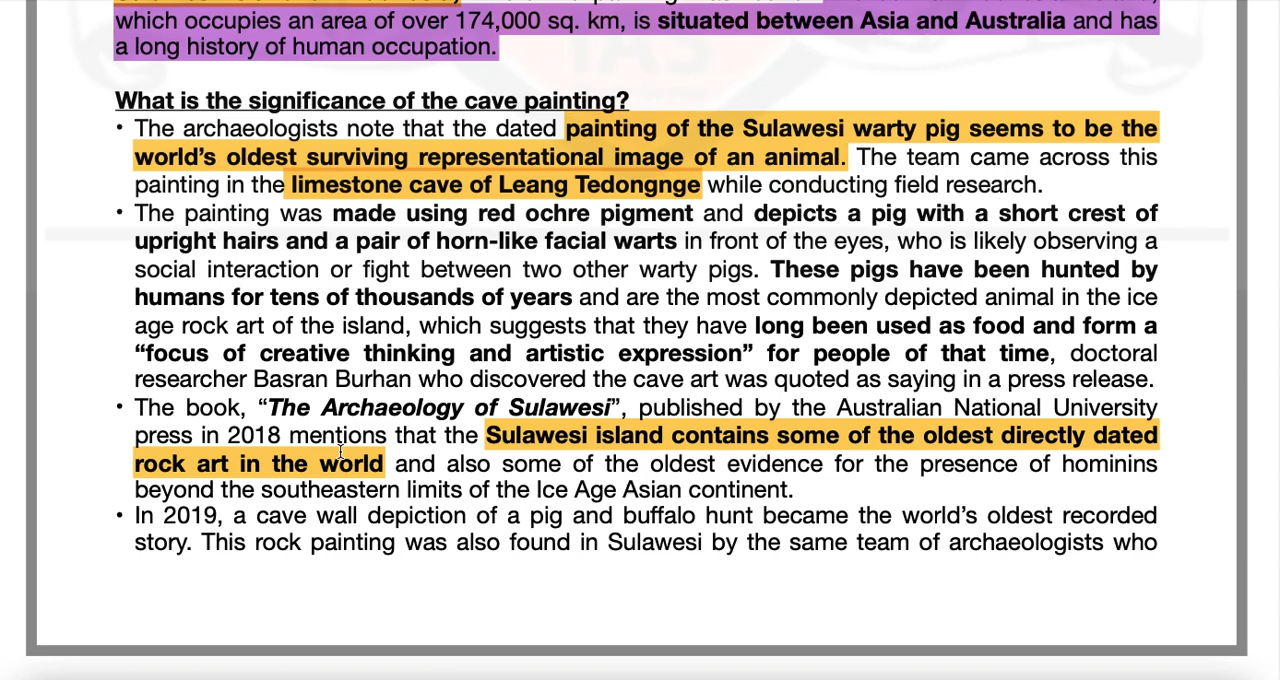 which occupies an area of over 174,000 sq. km, is situated between Asia and Australia and has
a long history of human occupation.
What is the significance of the cave painting?
• The archaeologists note that the dated painting of the Sulawesi warty pig seems to be the
world’s oldest surviving representational image of an animal. The team came across this
painting in the limestone cave of Leang Tedongnge while conducting field research.
• The painting was made using red ochre pigment and depicts a pig with a short crest of
upright hairs and a pair of horn-like facial warts in front of the eyes, who is likely observing a
social interaction or fight between two other warty pigs. These pigs have been hunted by
humans for tens of thousands of years and are the most commonly depicted animal in the ice
age rock art of the island, which suggests that they have long been used as food and form a
“focus of creative thinking and artistic expression” for people of that time, doctoral
researcher Basran Burhan who discovered the cave art was quoted as saying in a press release.
• The book, “The Archaeology of Sulawesi”, published by the Australian National University
press in 2018 mentions that the Sulawesi island contains some of the oldest directly dated
rock art in the world and also some of the oldest evidence for the presence of hominins
beyond the southeastern limits of the Ice Age Asian continent.
• In 2019, a cave wall depiction of a pig and buffalo hunt became the world’s oldest recorded
story. This rock painting was also found in Sulawesi by the same team of archaeologists who